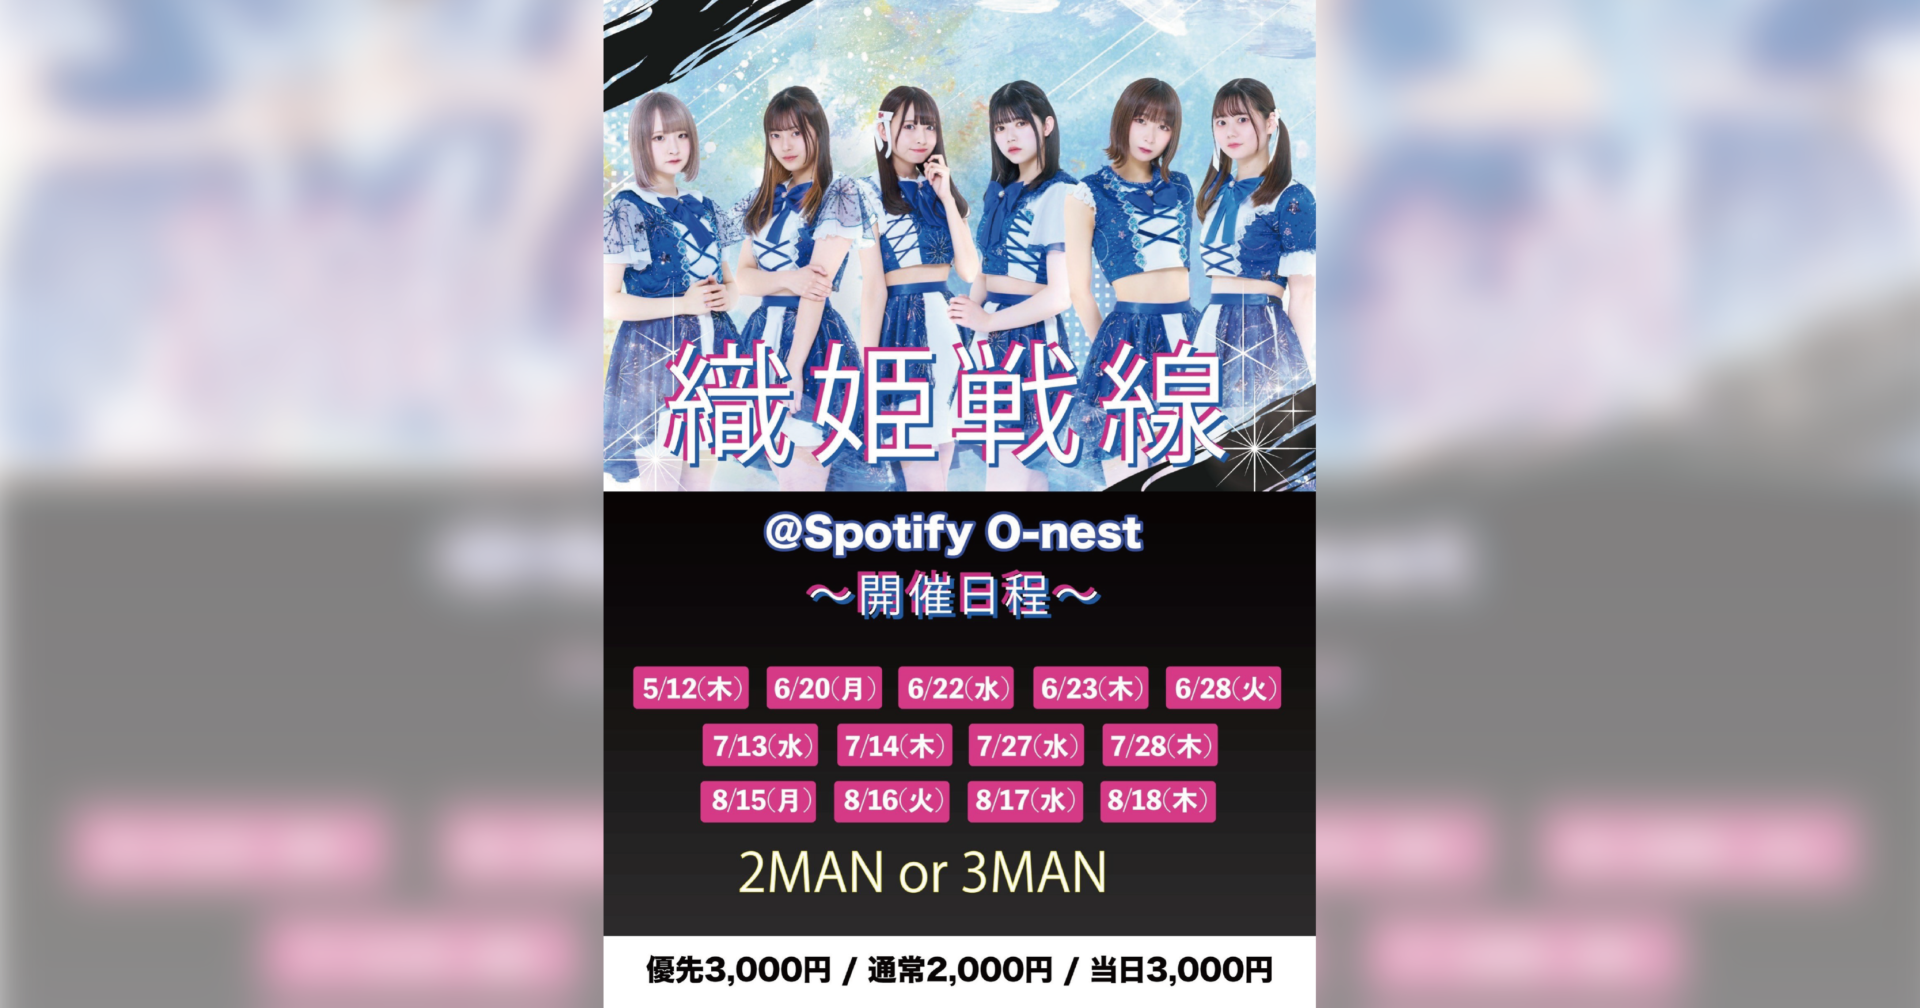 織姫戦線
@Spotify O-nest
～開催日程～
5/12(木) 6/20(月) 6/22(水) 6/23(木) 6/28(火)
7/13(水) 7/14(木) 7/27(水) 7/28(木)
8/15(月) 8/16(火) 8/17(水) 8/18(木)
2MAN or 3MAN
優先3,000円 / 通常2,000円 / 当日3,000円